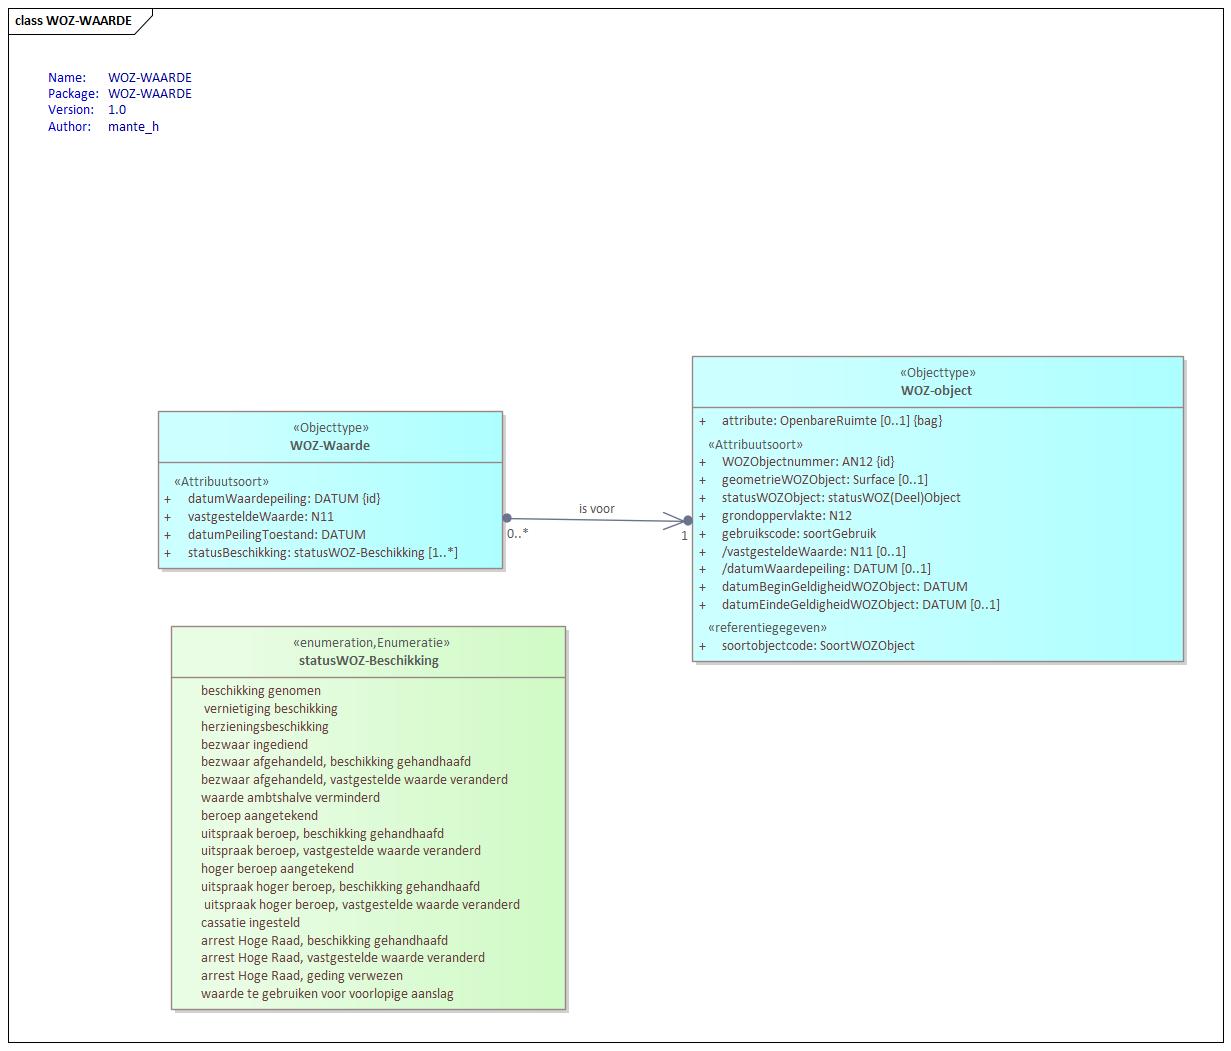 class WOZ-WAARDE
Name: WOZ-WAARDE
Package: WOZ-WAARDE
Version: 1.0
Author: mante_h
«Objecttype»
WOZ-Waarde
«Attribuutsoort»
+ datumWaardepeiling: DATUM {id}
+ vastgesteldeWaarde: N11
+ datumPeilingToestand: DATUM
+ statusBeschikking: statusWOZ-Beschikking [1..*]
is voor
0..*
1
«Objecttype»
WOZ-object
+ attribute: OpenbareRuimte [0..1] {bag}
«Attribuutsoort»
+ WOZObjectnummer: AN12 {id}
+ geometrieWOZObject: Surface [0..1]
+ statusWOZObject: statusWOZ(Deel)Object
+ grondoppervlakte: N12
+ gebruikscode: soortGebruik
+ /vastgesteldeWaarde: N11 [0..1]
+ /datumWaardepeiling: DATUM [0..1]
+ datumBeginGeldigheidWOZObject: DATUM
+ datumEindeGeldigheidWOZObject: DATUM [0..1]
«referentiegegeven»
+ soortobjectcode: SoortWOZObject
«enumeration,Enumeratie»
statusWOZ-Beschikking
beschikking genomen
vernietiging beschikking
herzieningsbeschikking
bezwaar ingediend
bezwaar afgehandeld, beschikking gehandhaafd
bezwaar afgehandeld, vastgestelde waarde veranderd
waarde ambtshalve verminderd
beroep aangetekend
uitspraak beroep, beschikking gehandhaafd
uitspraak beroep, vastgestelde waarde veranderd
hoger beroep aangetekend
uitspraak hoger beroep, beschikking gehandhaafd
uitspraak hoger beroep, vastgestelde waarde veranderd
cassatie ingesteld
arrest Hoge Raad, beschikking gehandhaafd
arrest Hoge Raad, vastgestelde waarde veranderd
arrest Hoge Raad, geding verwezen
waarde te gebruiken voor voorlopige aanslag